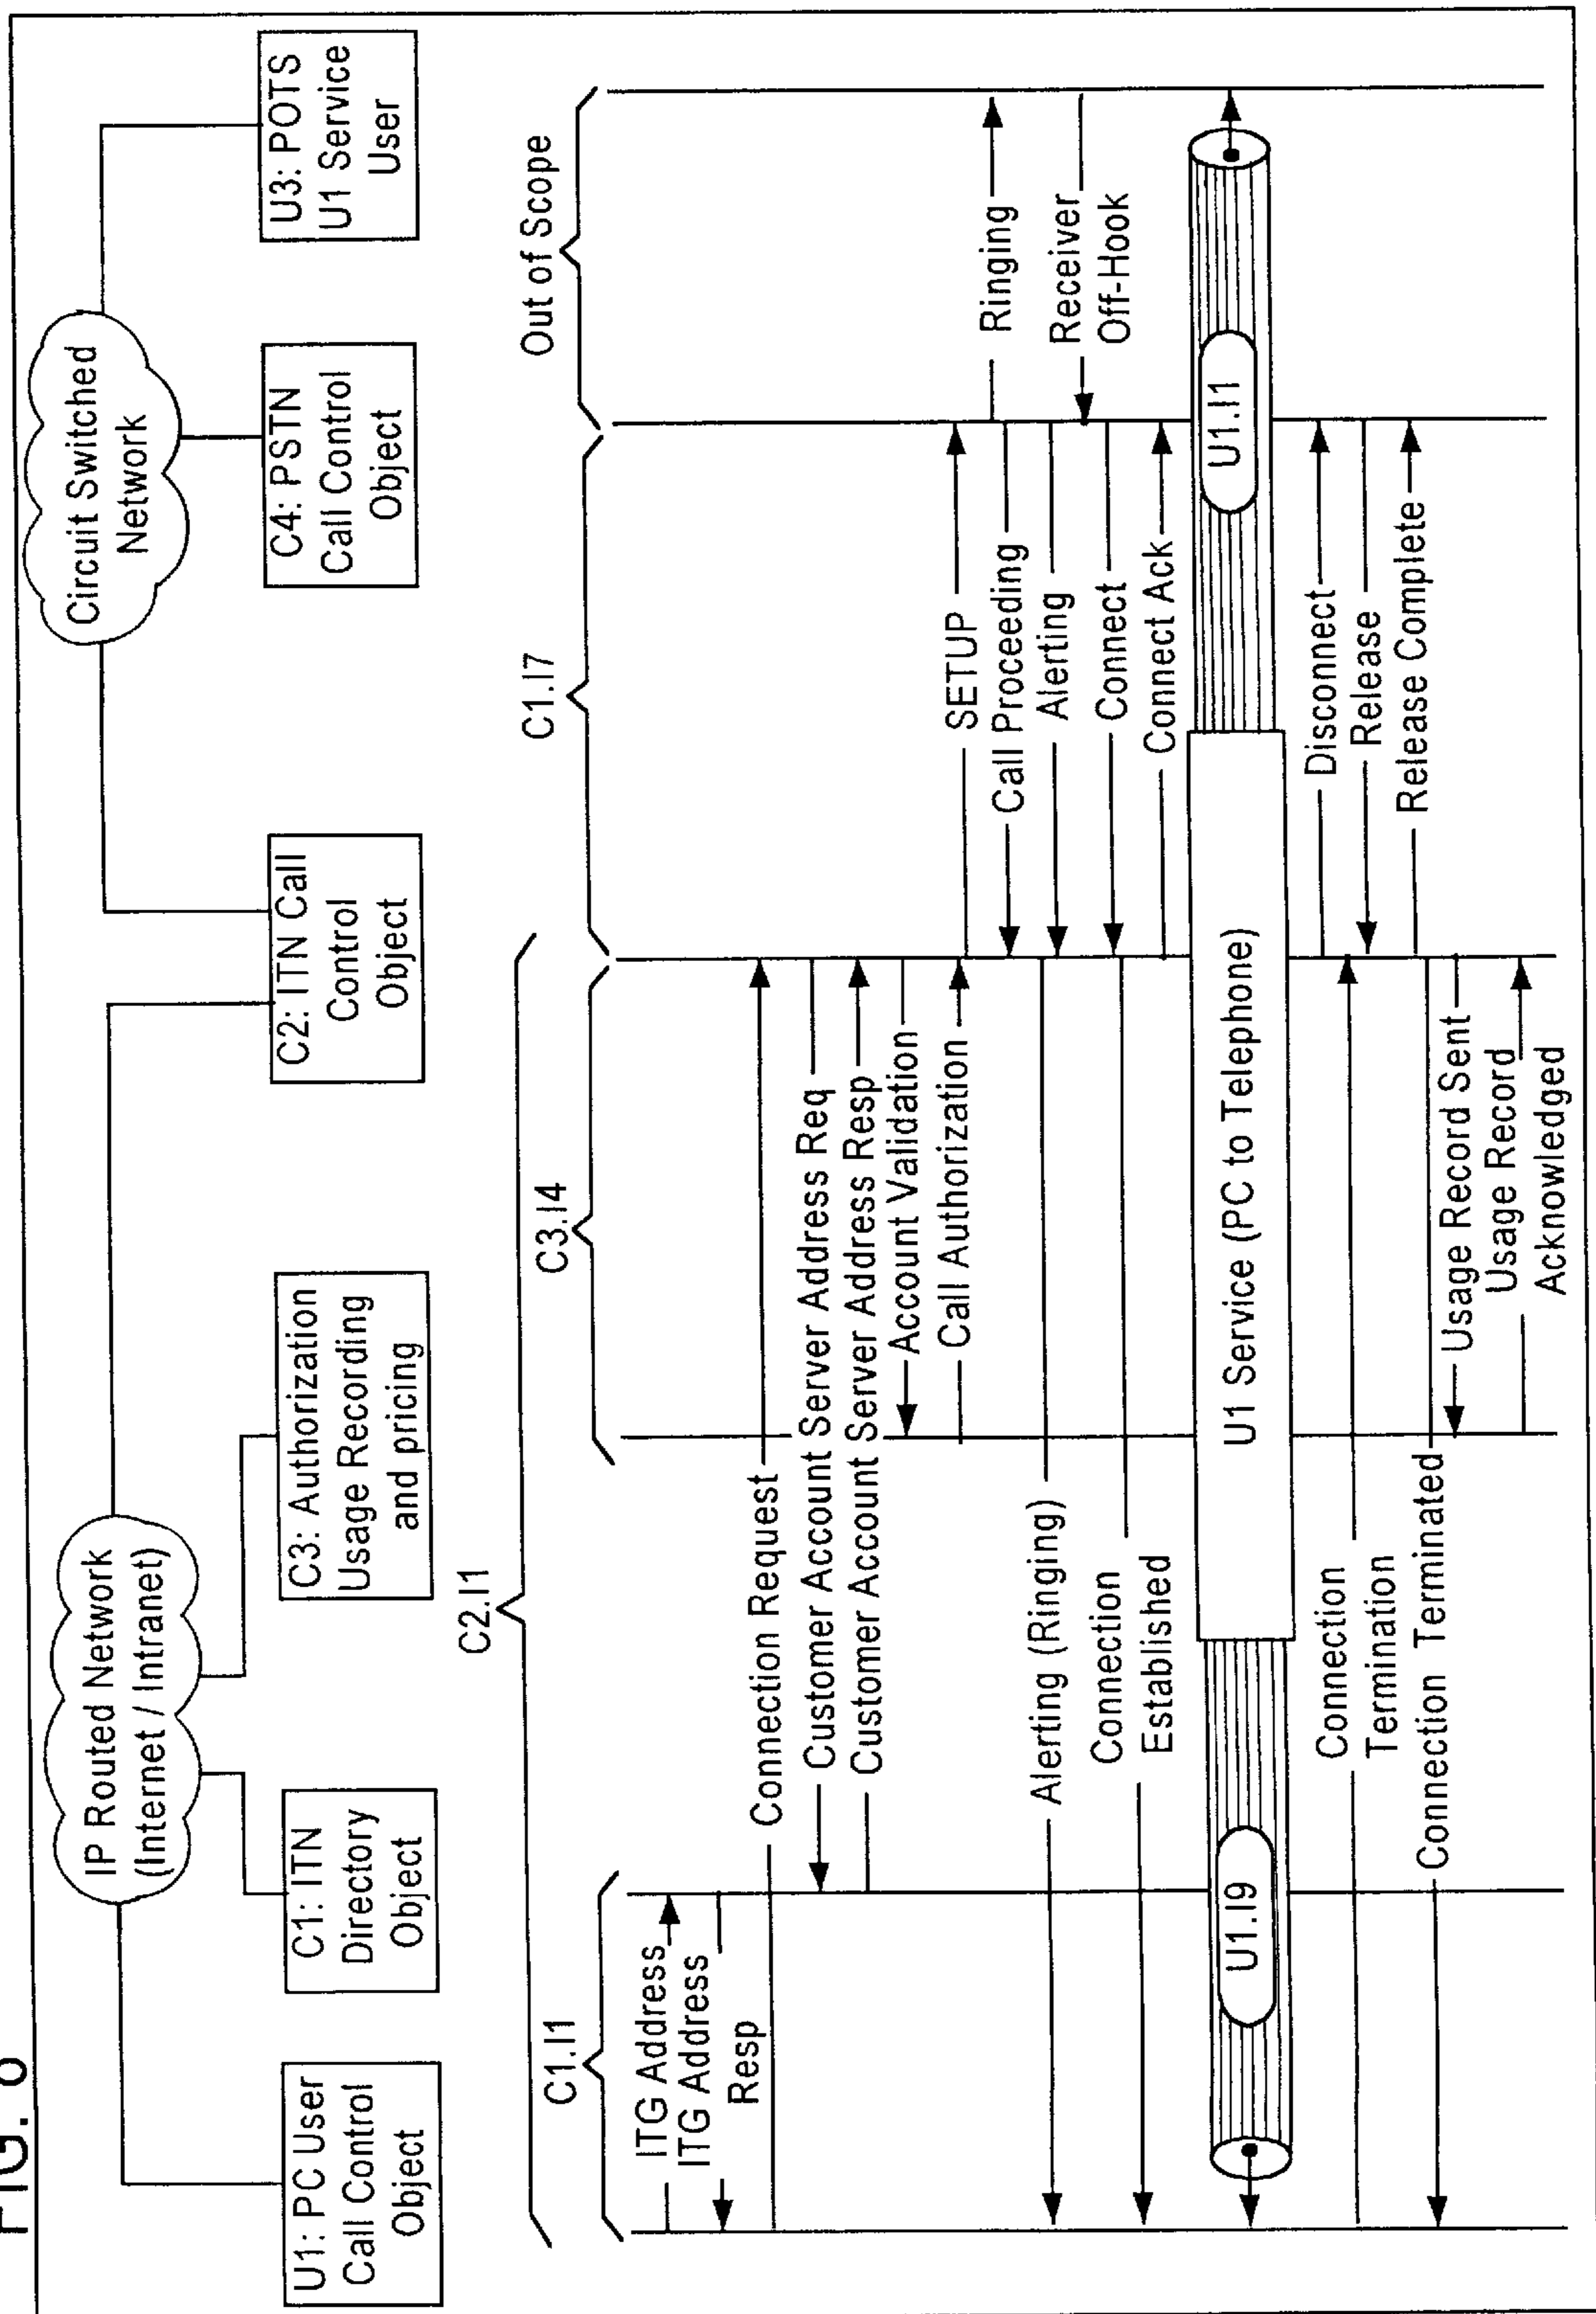 FIG. 8
IP Routed Network
(Internet / Intranet)
Circuit Switched
Network
U1: PC User
Call Control
Object
C1: ITN
Directory
Object
C3: Authorization
Usage Recording
and pricing
C2: ITN Call
Control
Object
C4: PSTN
Call Control
Object
U3: POTS
U1 Service
User
C2.I1
C1.I1
C3.I4
C1.I7
Out of Scope
ITG Address
ITG Address
Resp
Connection Request
Customer Account Server Address Req
Customer Account Server Address Resp
Account Validation
Call Authorization
SETUP
Call Proceeding
Ringing
Alerting
Alerting (Ringing)
Receiver
Off-Hook
Connect
Connection
Established
Connect Ack
U1.I9
U1 Service (PC to Telephone)
U1.I1
Disconnect
Connection
Termination
Release
Release Complete
Connection Terminated
Usage Record Sent
Usage Record
Acknowledged